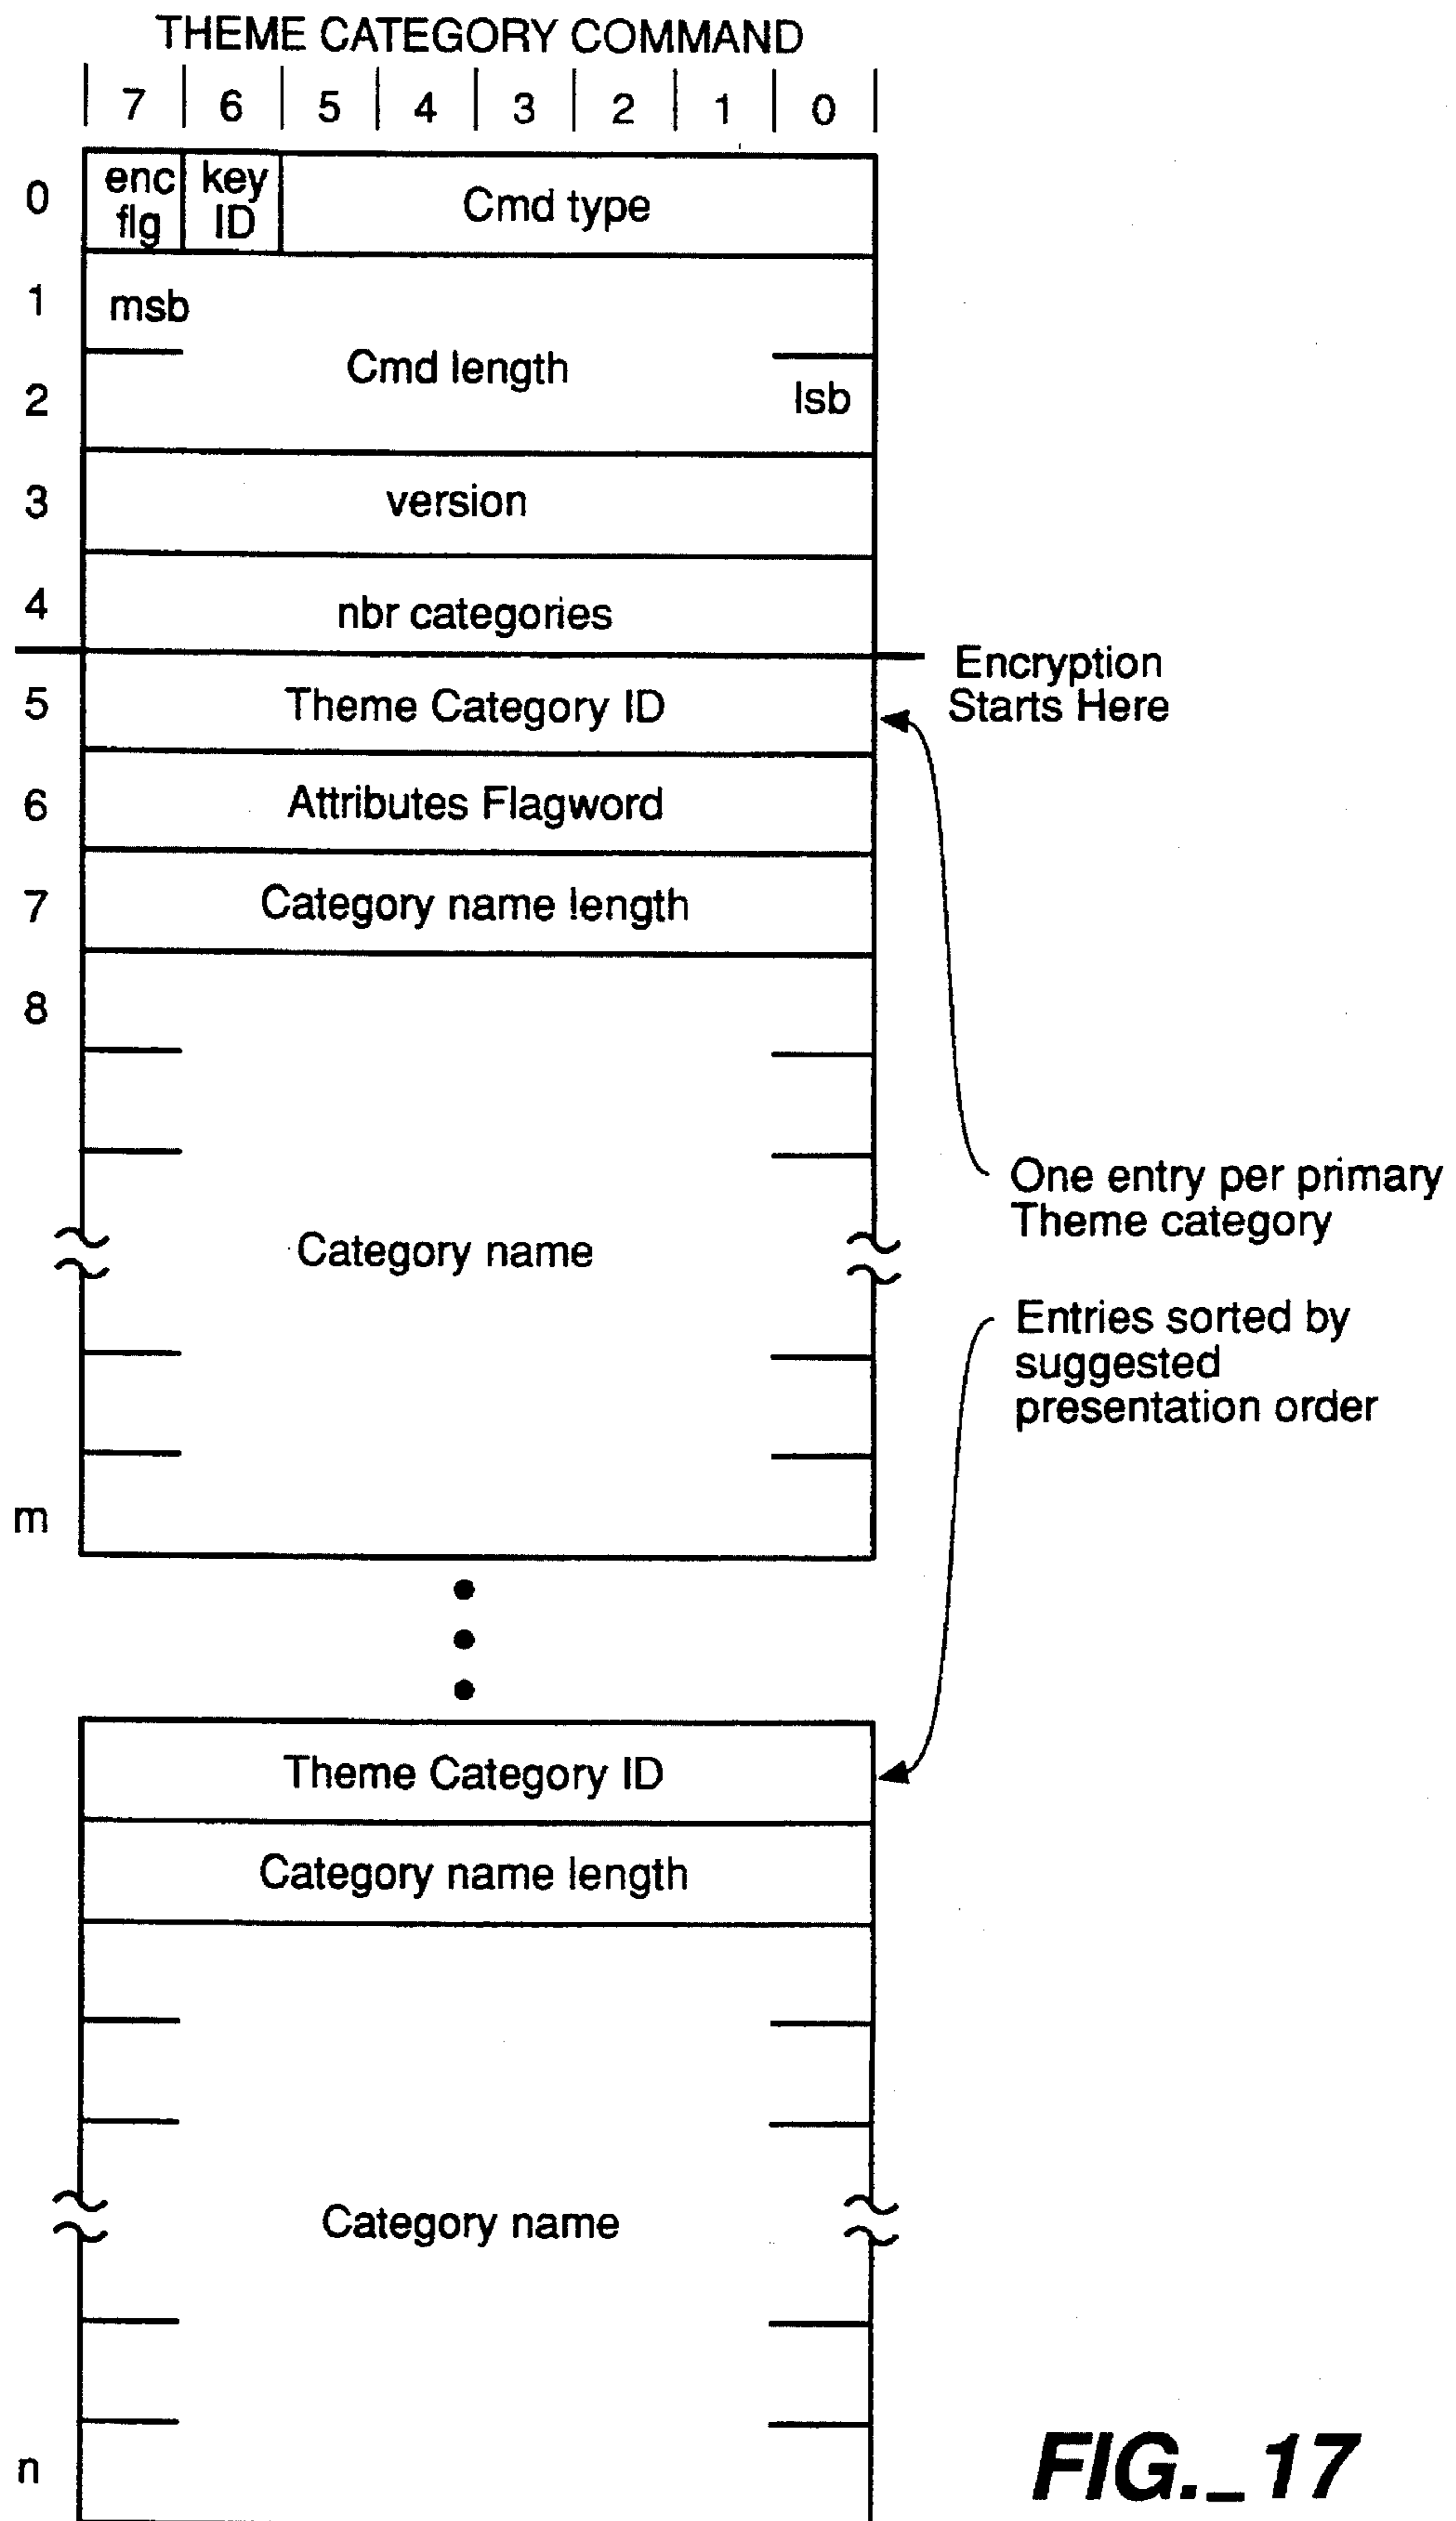 THEME CATEGORY COMMAND
7 6 5 4 3 2 1 0
0
enc
flg
key
ID
Cmd type
1
msb
Cmd length
2
lsb
3
version
4
nbr categories
Encryption
Starts Here
5
Theme Category ID
6
Attributes Flagword
7
Category name length
8
One entry per primary
Theme category
Category name
Entries sorted by
suggested
presentation order
m
Theme Category ID
Category name length
Category name
n
FIG._17